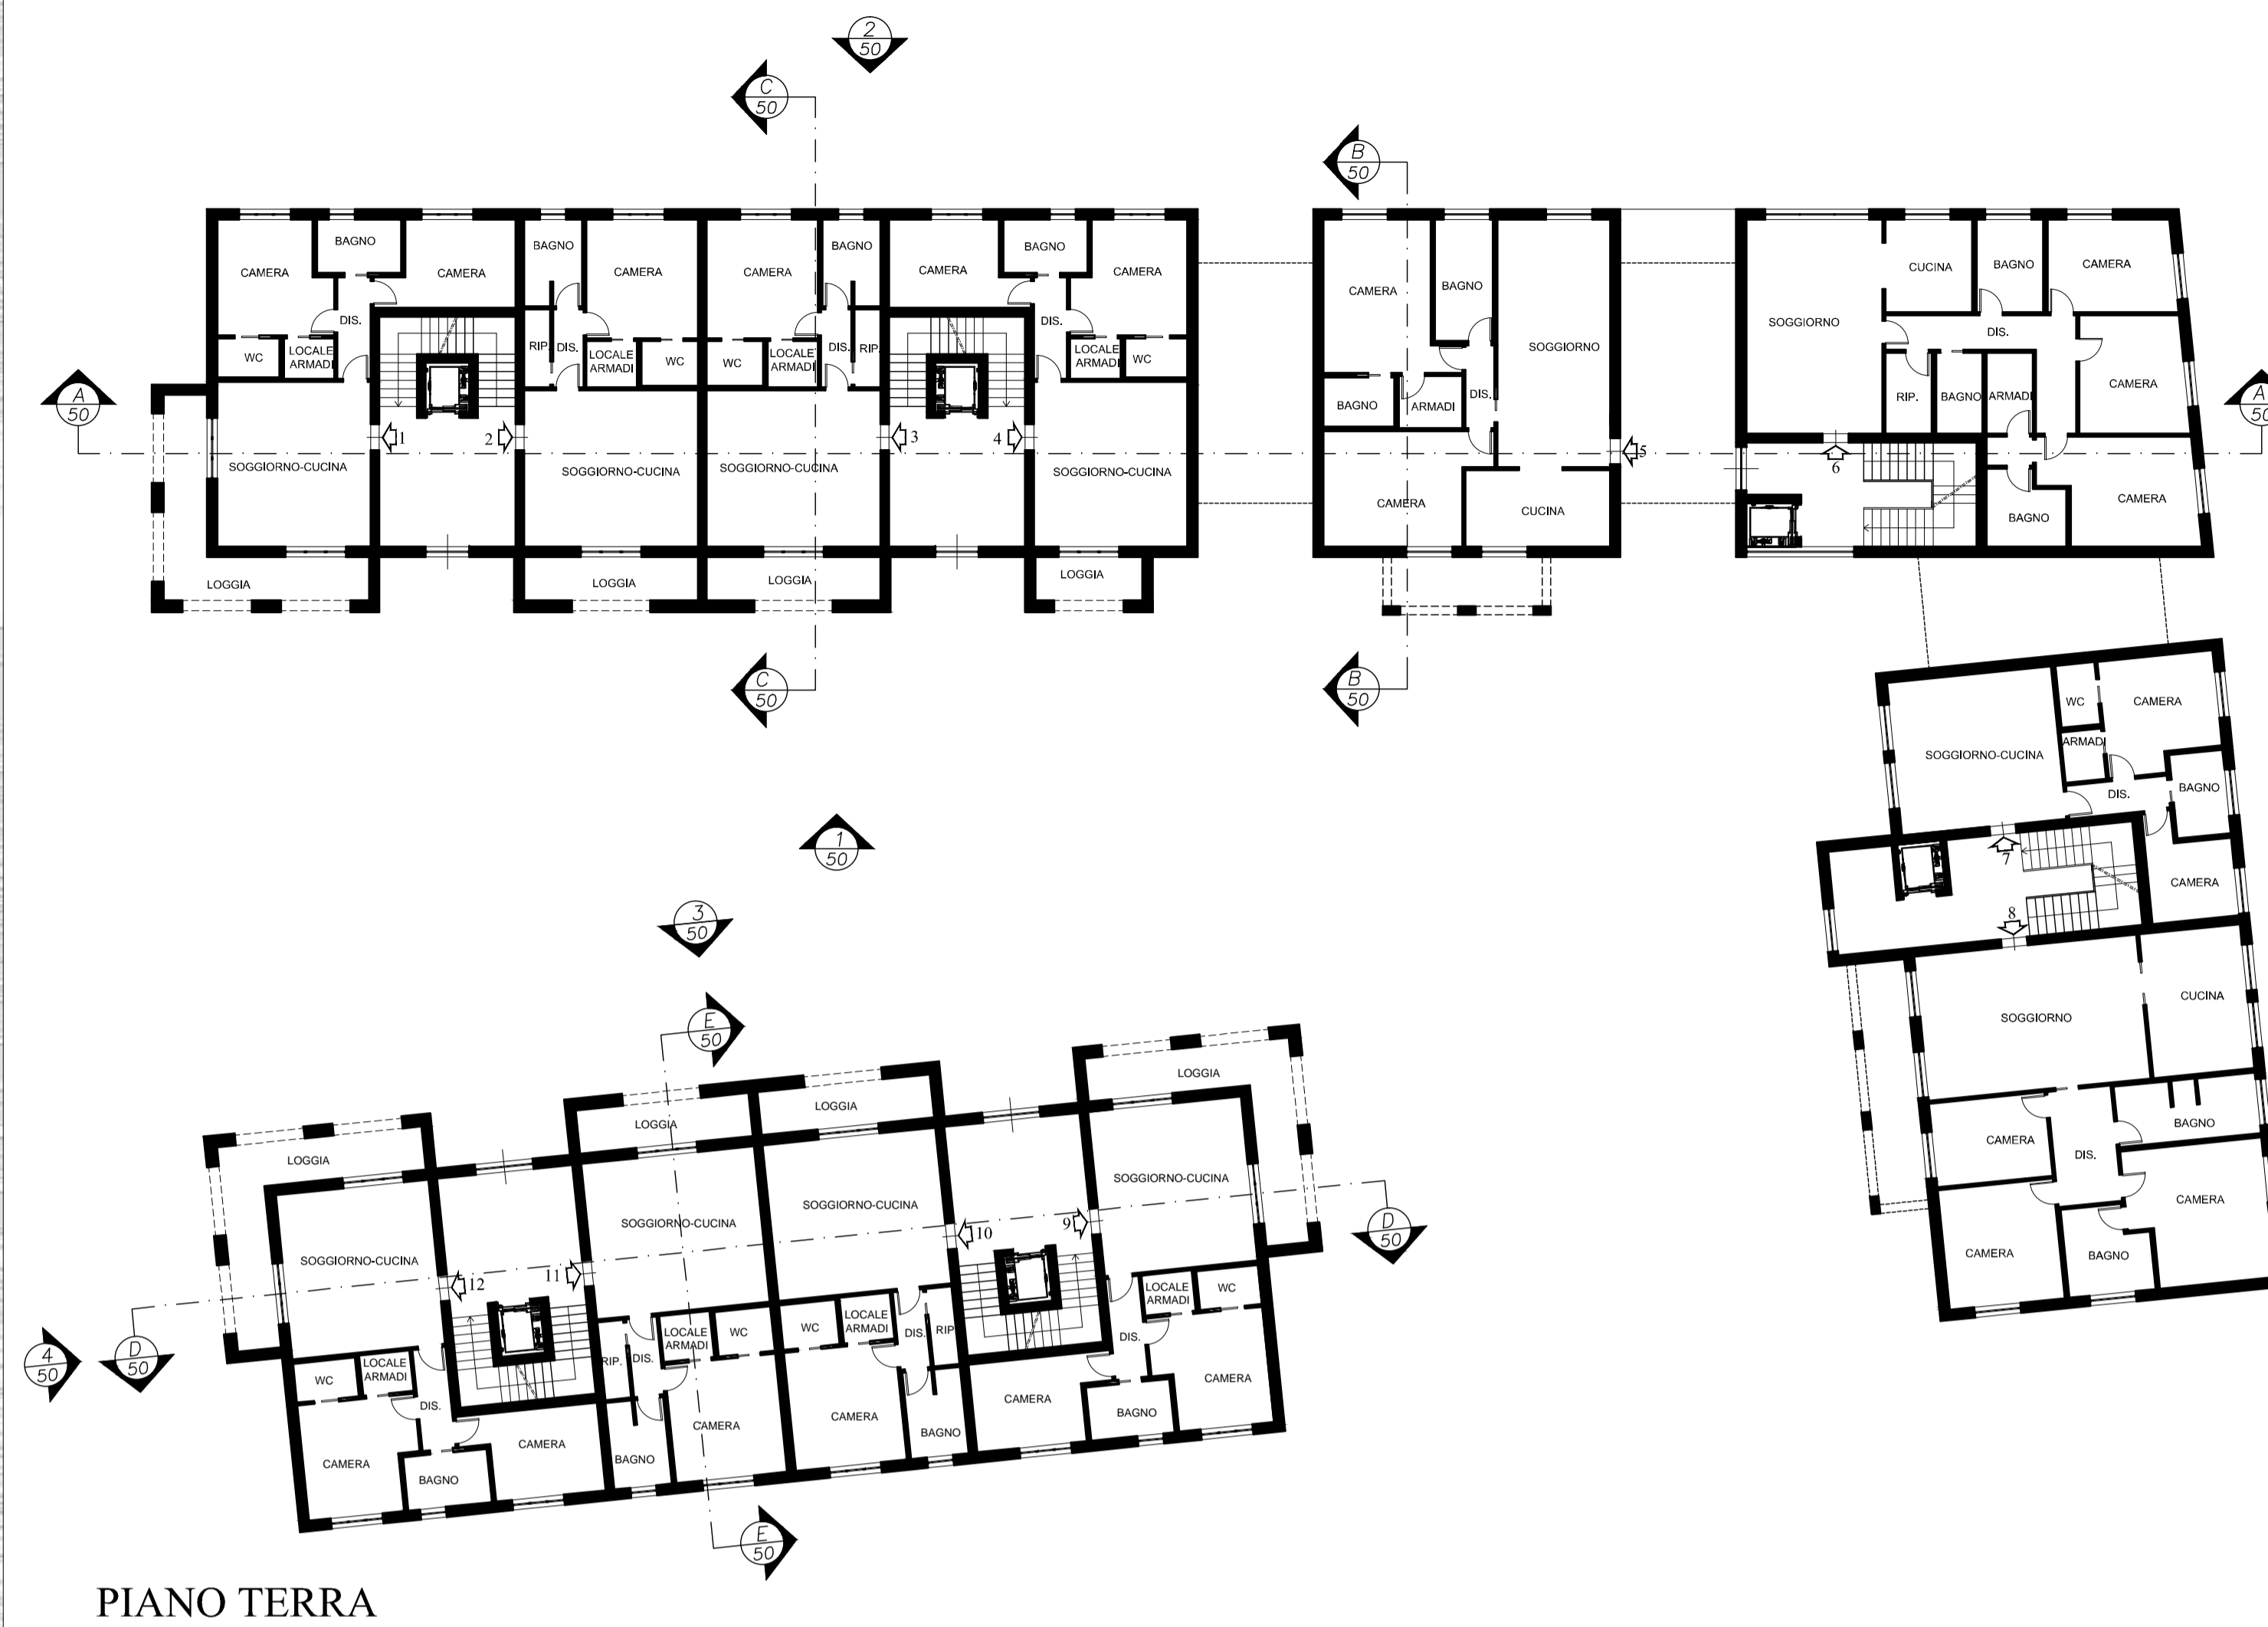 2
50
C
50
B
50
BAGNO
CAMERA
CAMERA
DIS.
WC
LOCALE
ARMADI
SOGGIORNO-CUCINA
LOGGIA
1
2
BAGNO
CAMERA
RIP.
DIS.
LOCALE
ARMADI
WC
SOGGIORNO-CUCINA
LOGGIA
CAMERA
BAGNO
WC
LOCALE
ARMADI
DIS.
RIP.
SOGGIORNO-CUCINA
LOGGIA
3
4
CAMERA
BAGNO
CAMERA
DIS.
LOCALE
ARMADI
WC
SOGGIORNO-CUCINA
LOGGIA
A
50
CAMERA
BAGNO
SOGGIORNO
BAGNO
ARMADI
DIS.
CAMERA
CUCINA
5
SOGGIORNO
CUCINA
BAGNO
CAMERA
DIS.
CAMERA
RIP.
BAGNO
ARMADI
6
CAMERA
BAGNO
A
50
C
50
B
50
WC
CAMERA
ARMADI
SOGGIORNO-CUCINA
DIS.
BAGNO
7
CAMERA
8
SOGGIORNO
CUCINA
CAMERA
BAGNO
DIS.
CAMERA
CAMERA
BAGNO
1
50
3
50
E
50
LOGGIA
LOGGIA
LOGGIA
LOGGIA
SOGGIORNO-CUCINA
SOGGIORNO-CUCINA
SOGGIORNO-CUCINA
SOGGIORNO-CUCINA
12
11
10
9
D
50
4
50
D
50
WC
LOCALE
ARMADI
DIS.
CAMERA
BAGNO
CAMERA
RIP.
DIS.
LOCALE
ARMADI
WC
BAGNO
CAMERA
WC
LOCALE
ARMADI
DIS.
RIP
CAMERA
BAGNO
LOCALE
ARMADI
WC
DIS.
CAMERA
BAGNO
CAMERA
E
50
PIANO TERRA